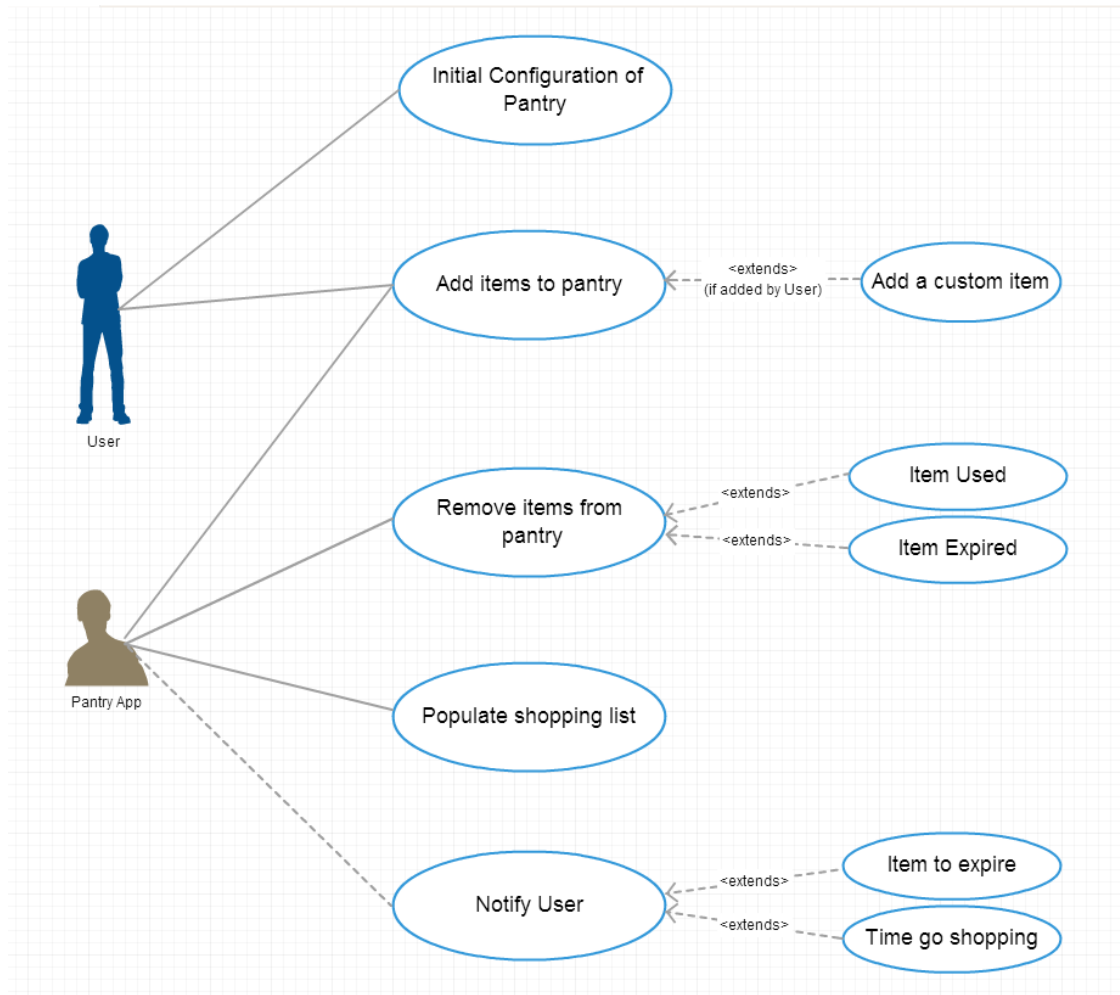 Initial Configuration of
Pantry
Add items to pantry
<extends>
(if added by User)
Add a custom item
User
Remove items from
pantry
<extends>
Item Used
<extends>
Item Expired
Pantry App
Populate shopping list
Notify User
<extends>
Item to expire
<extends>
Time go shopping